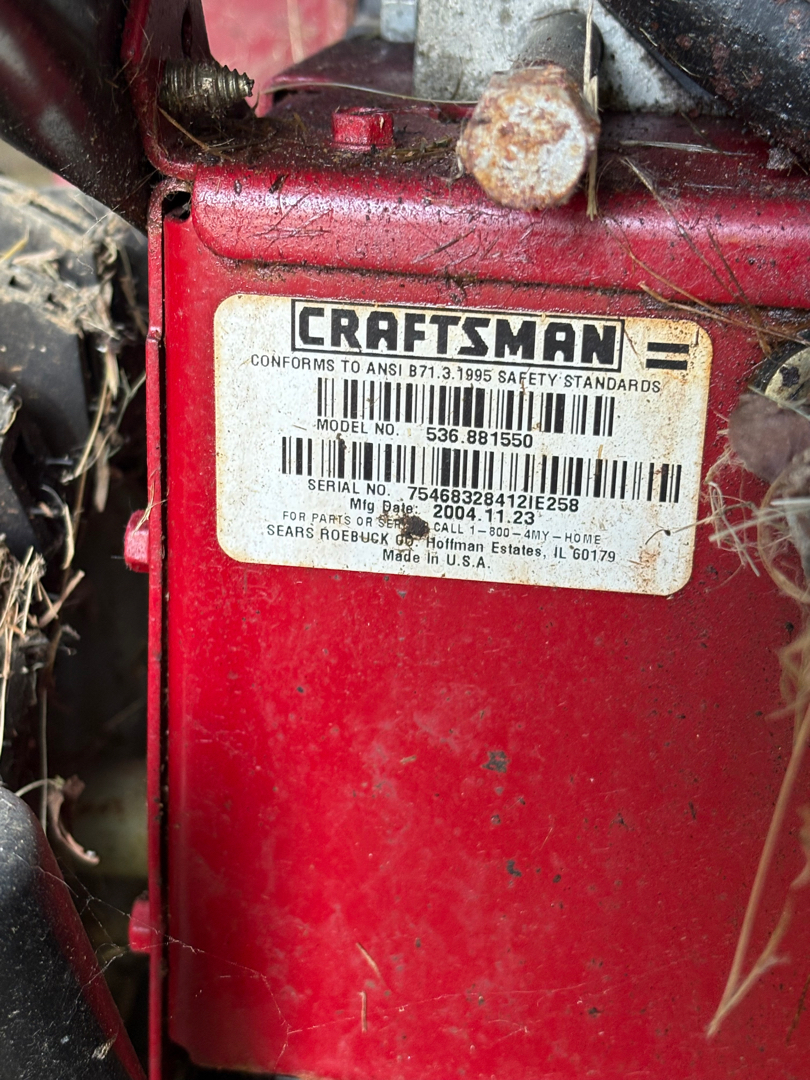 CRAFTSMAN
CONFORMS TO ANSI B71.3.1995 SAFETY STANDARDS
MODEL NO. 536.881550
SERIAL NO. 75468328412IE258
Mfg Date: 2004.11.23
FOR PARTS OR CALL 1-800-4MY-HOME
SEARS ROEBUCK CO. Hoffman Estates, IL 60179
Made in U.S.A.